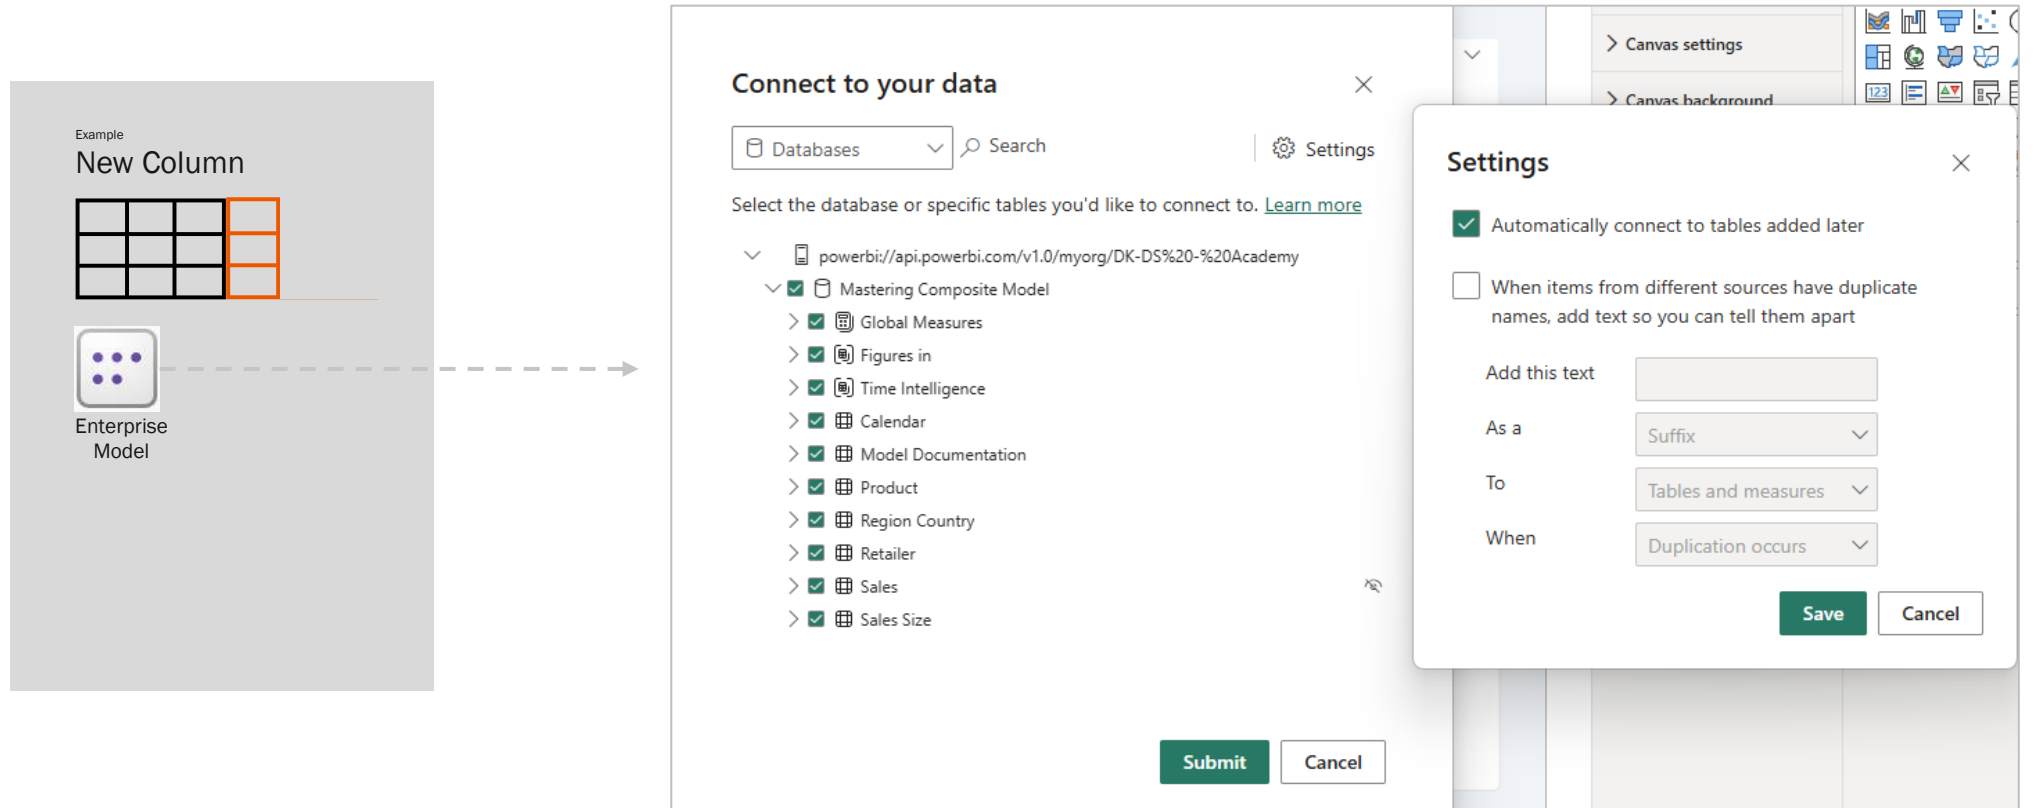 Example
New Column
Enterprise
Model
Connect to your data
Databases
Search
Settings
Select the database or specific tables you'd like to connect to. Learn more
powerbi://api.powerbi.com/v1.0/myorg/DK-DS%20-%20Academy
Mastering Composite Model
Global Measures
Figures in
Time Intelligence
Calendar
Model Documentation
Product
Region Country
Retailer
Sales
Sales Size
Submit
Cancel
Canvas settings
Canvas background
123
Settings
Automatically connect to tables added later
When items from different sources have duplicate
names, add text so you can tell them apart
Add this text
As a
Suffix
To
Tables and measures
When
Duplication occurs
Save
Cancel